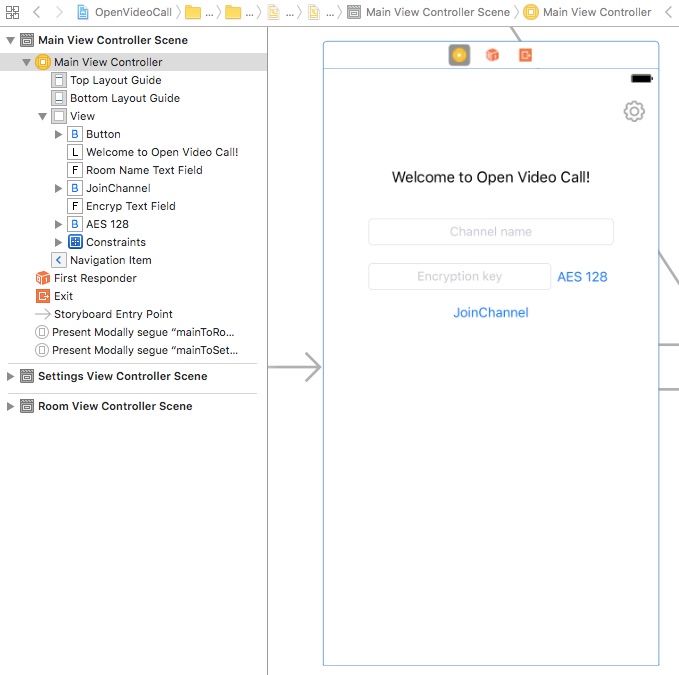 OpenVideoCall ... ... ... ... Main View Controller Scene Main View Controller
Main View Controller Scene
Main View Controller
Top Layout Guide
Bottom Layout Guide
View
B Button
L Welcome to Open Video Call!
F Room Name Text Field
B JoinChannel
F Encryp Text Field
B AES 128
Constraints
Navigation Item
First Responder
Exit
Storyboard Entry Point
Present Modally segue “mainToRo...
Present Modally segue “mainToSet...
Settings View Controller Scene
Room View Controller Scene
Welcome to Open Video Call!
Channel name
Encryption key AES 128
JoinChannel